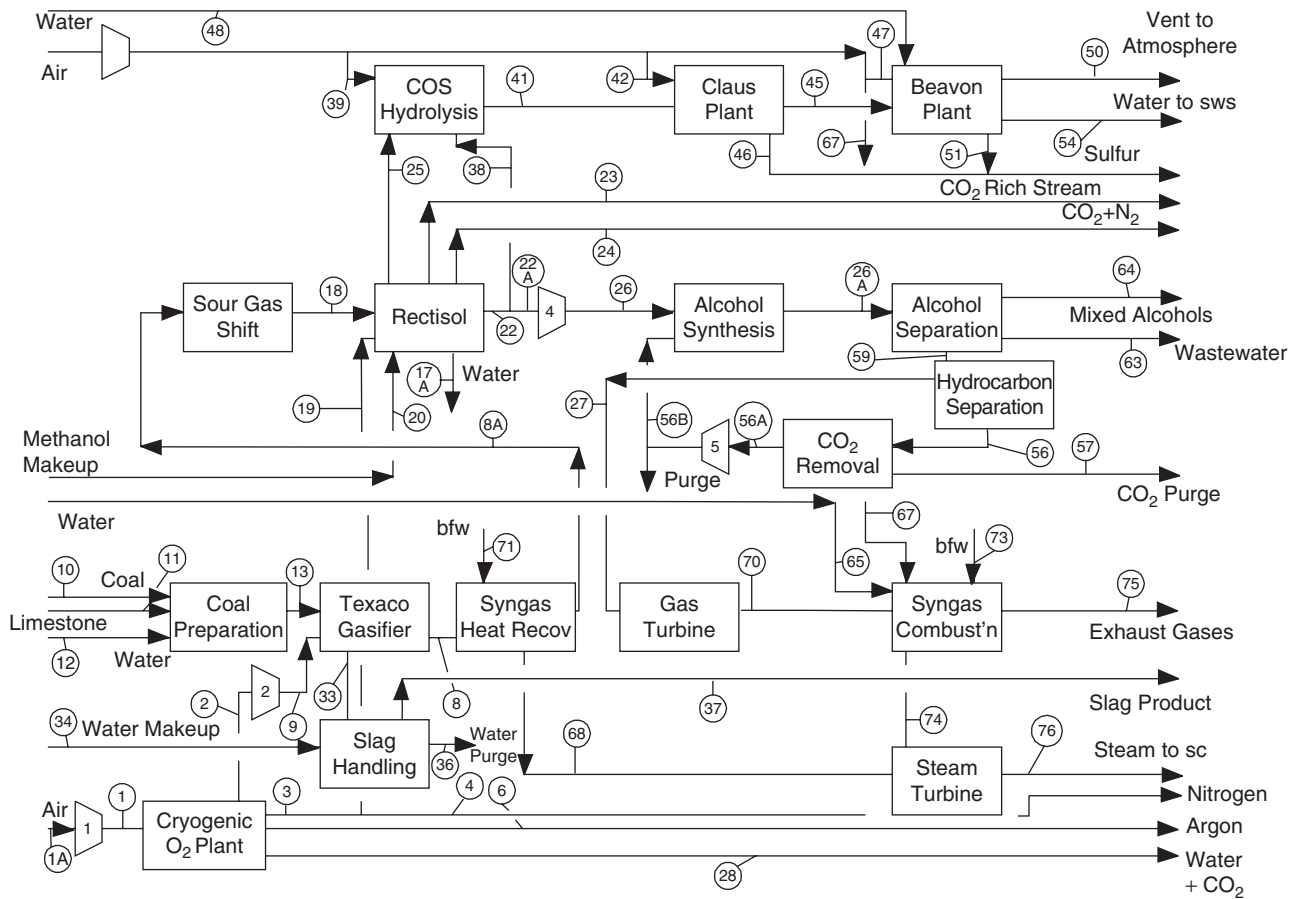 Water
48
47
Vent to
Atmosphere
50
Air
39
COS
Hydrolysis
41
42
Claus
Plant
45
67
Beavon
Plant
Water to sws
54
25
38
46
51
Sulfur
23
CO2 Rich Stream
24
CO2+N2
Sour Gas
Shift
18
Rectisol
22
22
A
4
26
Alcohol
Synthesis
26
A
Alcohol
Separation
64
Mixed Alcohols
63
Wastewater
17
A
Water
19
20
59
Hydrocarbon
Separation
27
56B
5
56A
CO2
Removal
56
57
CO2 Purge
Purge
8A
Methanol
Makeup
Water
67
65
bfw
71
bfw
73
10
11
Coal
13
Limestone
12
Water
Coal
Preparation
Texaco
Gasifier
Syngas
Heat Recov
Gas
Turbine
70
Syngas
Combust'n
75
Exhaust Gases
2
2
9
33
8
37
Slag Product
34
Water Makeup
Slag
Handling
36
Water
Purge
68
74
Steam
Turbine
76
Steam to sc
Nitrogen
Air
1A
1
1
Cryogenic
O2 Plant
3
4
6
Argon
28
Water
+ CO2